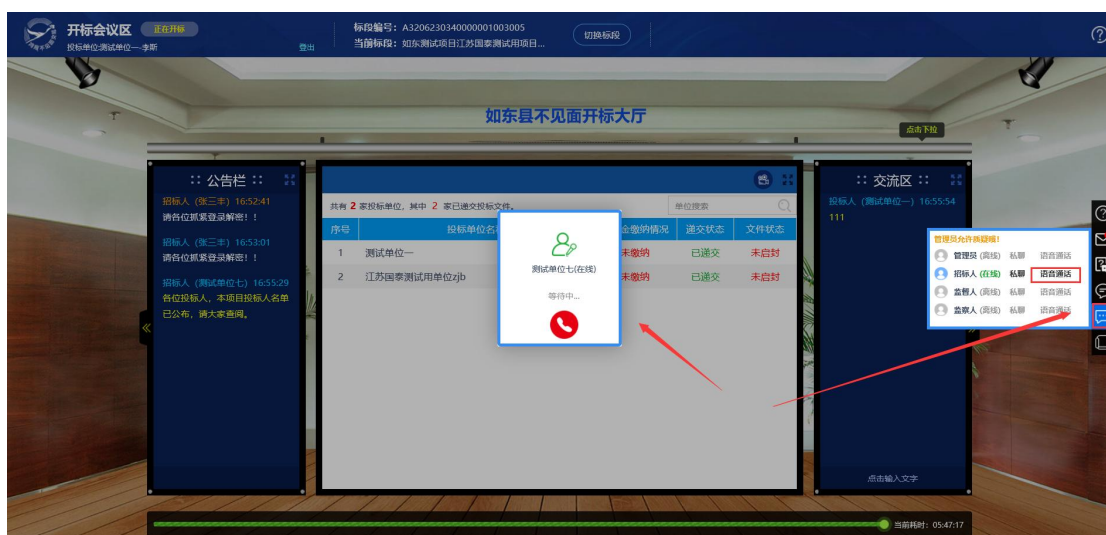 开标会议区 正在开标
投标单位:测试单位一-李斯 登出
标段编号：A3206230340000001003005
当前标段：如东测试项目江苏国泰测试用项目...
切换标段
如东县不见面开标大厅
点击下拉
:: 公告栏 ::
招标人（张三丰）16:52:41
请各位抓紧登录解密！！
招标人（张三丰）16:53:01
请各位抓紧登录解密！！
招标人（测试单位七）16:55:29
各位投标人，本项目投标人名单
已公布，请大家查阅。
共有 2 家投标单位，其中 2 家已递交投标文件。 单位搜索
序号 投标单位名 金缴纳情况 递交状态 文件状态
1 测试单位一 未缴纳 已递交 未启封
2 江苏国泰测试用单位zjb 未缴纳 已递交 未启封
测试单位七(在线)
等待中...
:: 交流区 ::
投标人（测试单位一）16:55:54
111
管理员允许质疑哦!
管理员 (离线) 私聊 语音通话
招标人 (在线) 私聊 语音通话
监督人 (离线) 私聊 语音通话
监察人 (离线) 私聊 语音通话
点击输入文字
当前耗时： 05:47:17